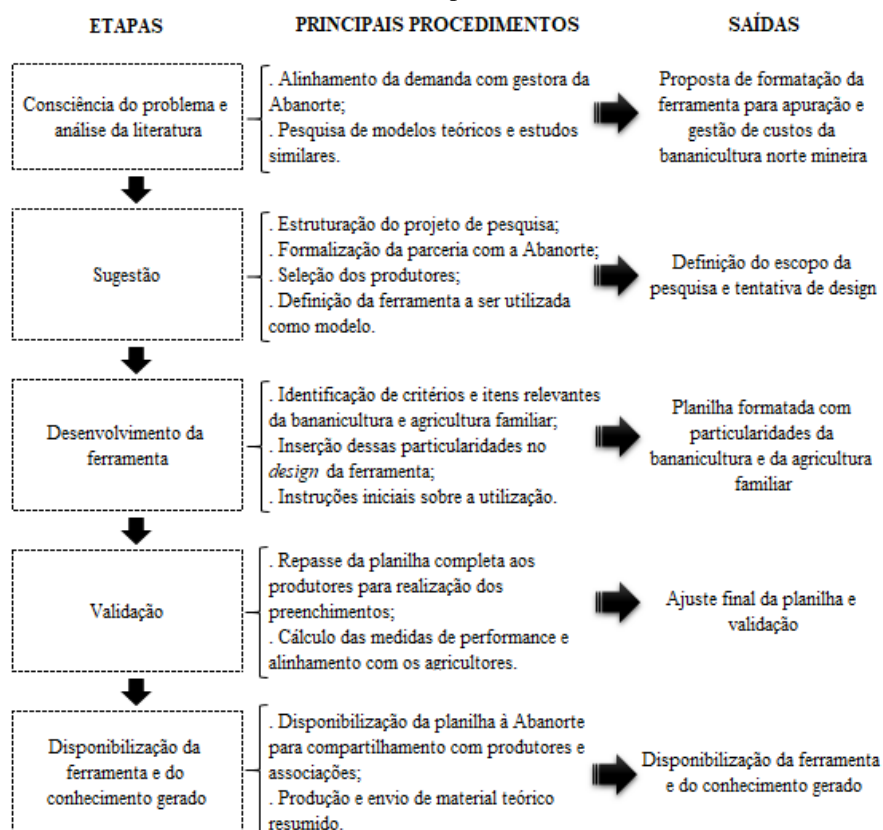 ETAPAS
PRINCIPAIS PROCEDIMENTOS
SAÍDAS
Consciência do problema e
análise da literatura
. Alinhamento da demanda com gestora da
Abanorte;
. Pesquisa de modelos teóricos e estudos
similares.
Proposta de formatação da
ferramenta para apuração e
gestão de custos da
bananicultura norte mineira
Sugestão
. Estruturação do projeto de pesquisa;
. Formalização da parceria com a Abanorte;
. Seleção dos produtores;
. Definição da ferramenta a ser utilizada
como modelo.
Definição do escopo da
pesquisa e tentativa de design
Desenvolvimento da
ferramenta
. Identificação de critérios e itens relevantes
da bananicultura e agricultura familiar;
. Inserção dessas particularidades no
design da ferramenta;
. Instruções iniciais sobre a utilização.
Planilha formatada com
particularidades da
bananicultura e da agricultura
familiar
Validação
. Repasse da planilha completa aos
produtores para realização dos
preenchimentos;
. Cálculo das medidas de performance e
alinhamento com os agricultores.
Ajuste final da planilha e
validação
Disponibilização da
ferramenta e do
conhecimento gerado
. Disponibilização da planilha à Abanorte
para compartilhamento com produtores e
associações;
. Produção e envio de material teórico
resumido.
Disponibilização da ferramenta
e do conhecimento gerado